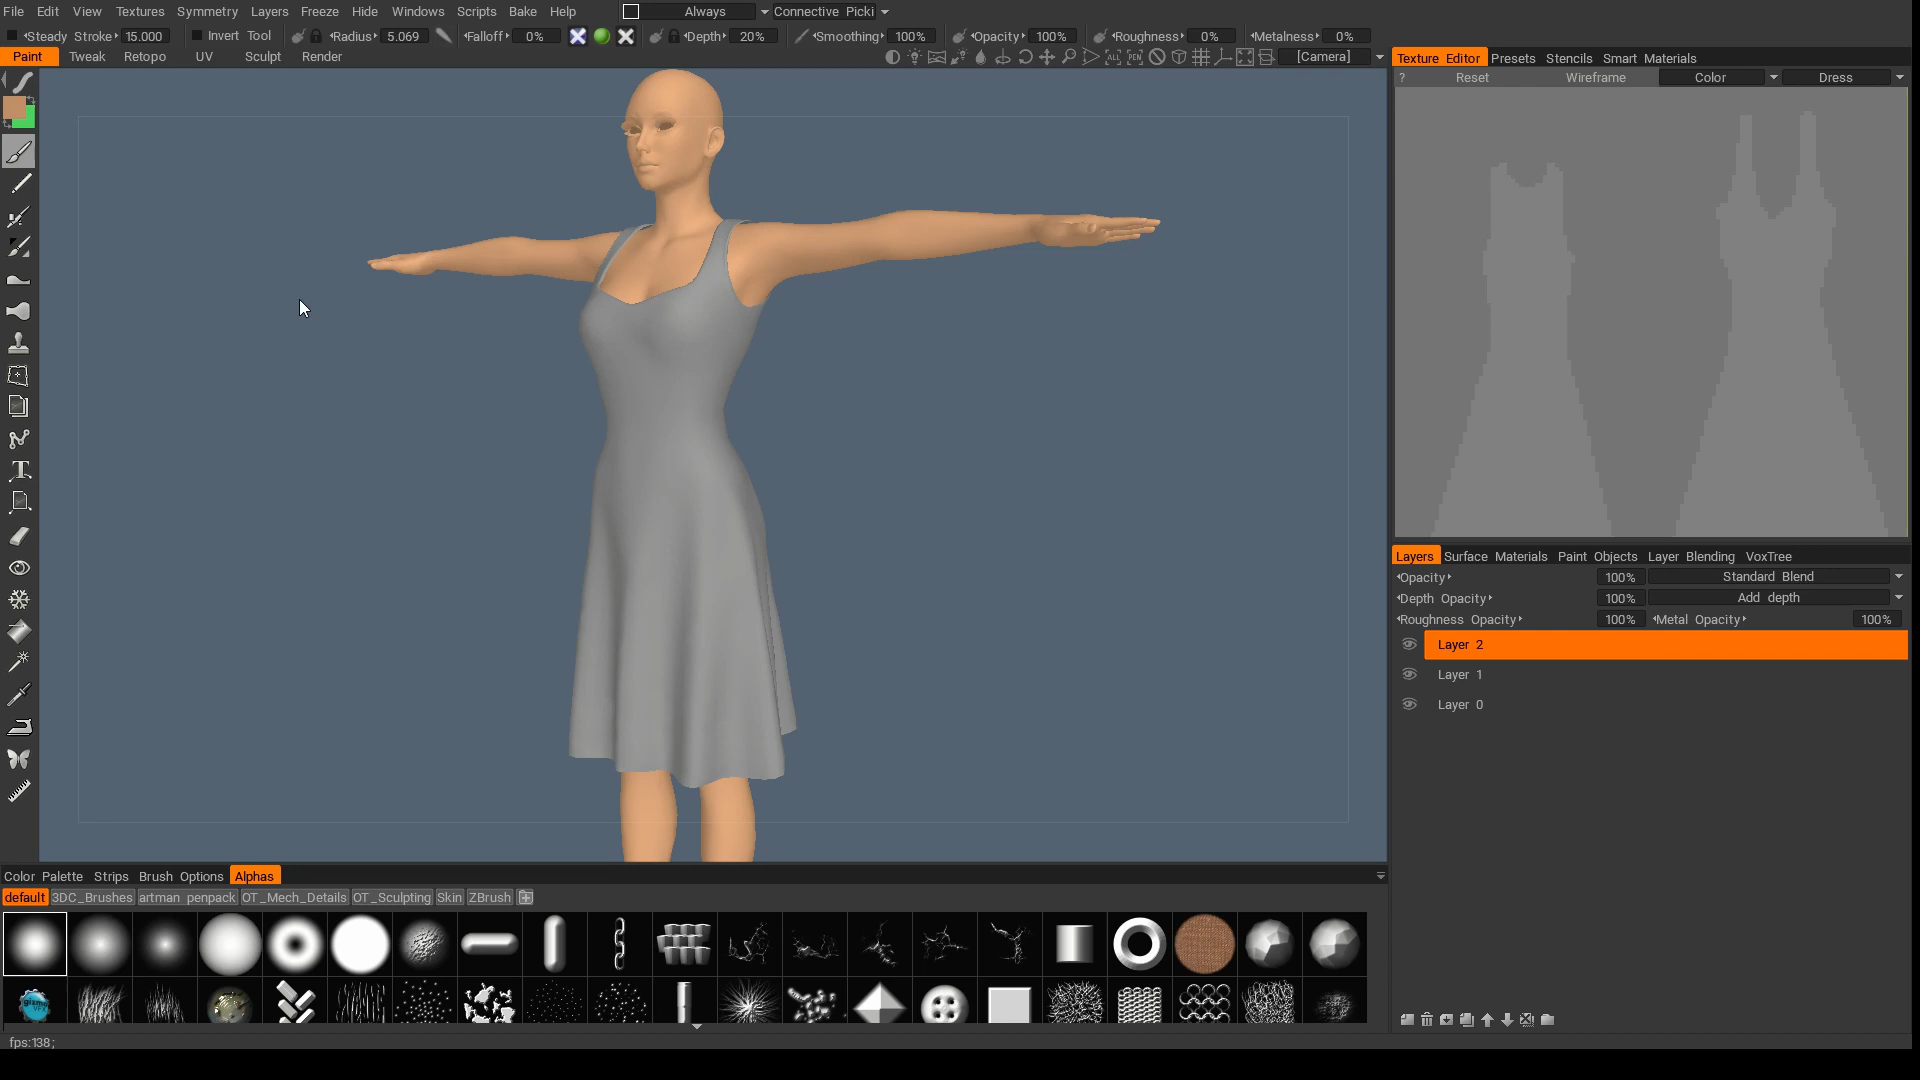 File Edit View Textures Symmetry Layers Freeze Hide Windows Scripts Bake Help Always Connective Picki
Steady Stroke 15.000 Invert Tool Radius 5.069 Falloff 0% Depth 20% Smoothing 100% Opacity 100% Roughness 0% Metalness 0%
Paint Tweak Retopo UV Sculpt Render [Camera]
Texture Editor Presets Stencils Smart Materials
? Reset Wireframe Color Dress
Layers Surface Materials Paint Objects Layer Blending VoxTree
Opacity 100% Standard Blend
Depth Opacity 100% Add depth
Roughness Opacity 100% Metal Opacity 100%
Layer 2
Layer 1
Layer 0
Color Palette Strips Brush Options Alphas
default 3DC_Brushes artman penpack OT_Mech_Details OT_Sculpting Skin ZBrush
fps:138;